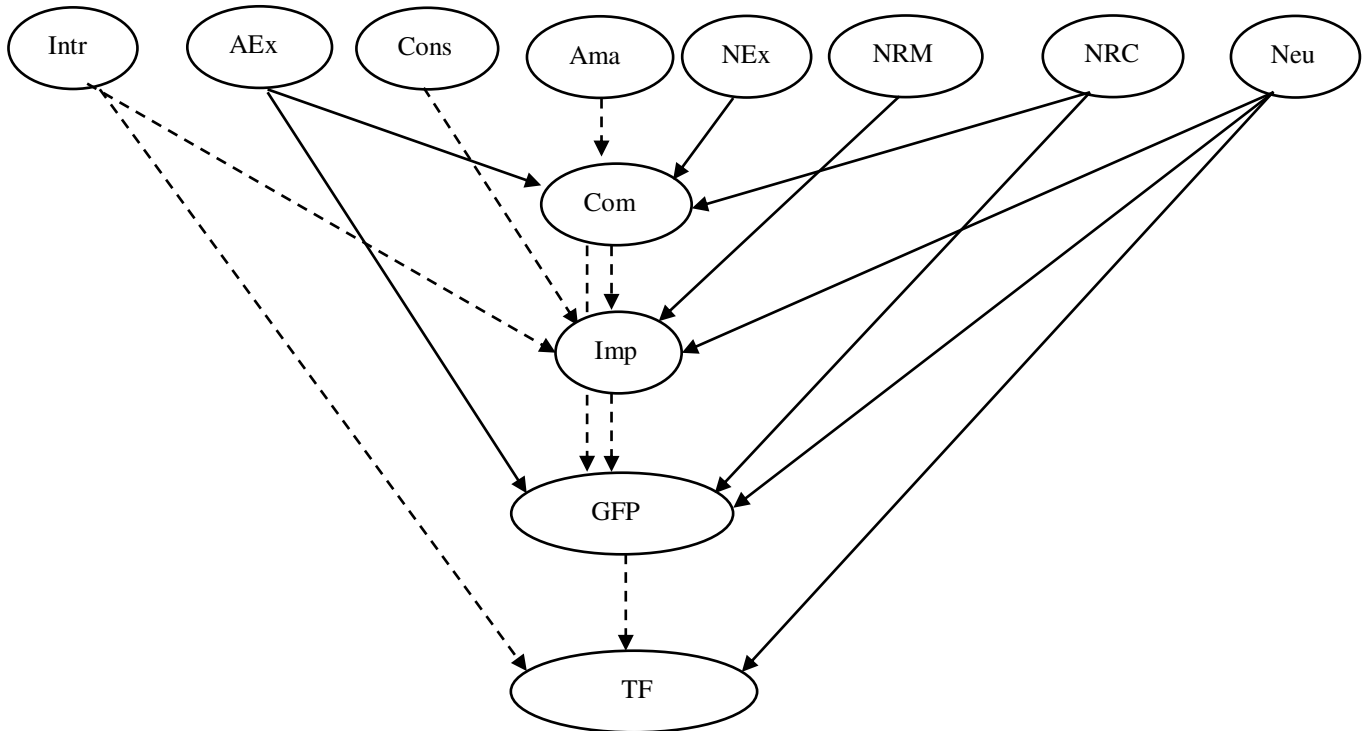 Intr
AEx
Cons
Ama
NEx
NRM
NRC
Neu
Com
Imp
GFP
TF